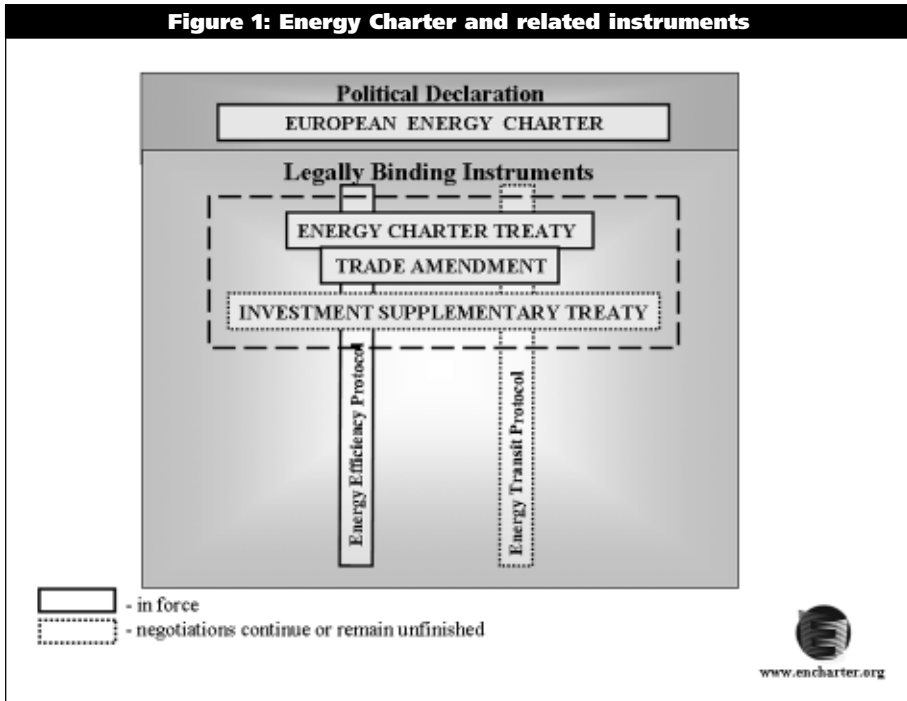 Figure 1: Energy Charter and related instruments
Political Declaration
EUROPEAN ENERGY CHARTER
Legally Binding Instruments
ENERGY CHARTER TREATY
TRADE AMENDMENT
INVESTMENT SUPPLEMENTARY TREATY
Energy Efficiency Protocol
Energy Transit Protocol
- in force
- negotiations continue or remain unfinished
www.encharter.org